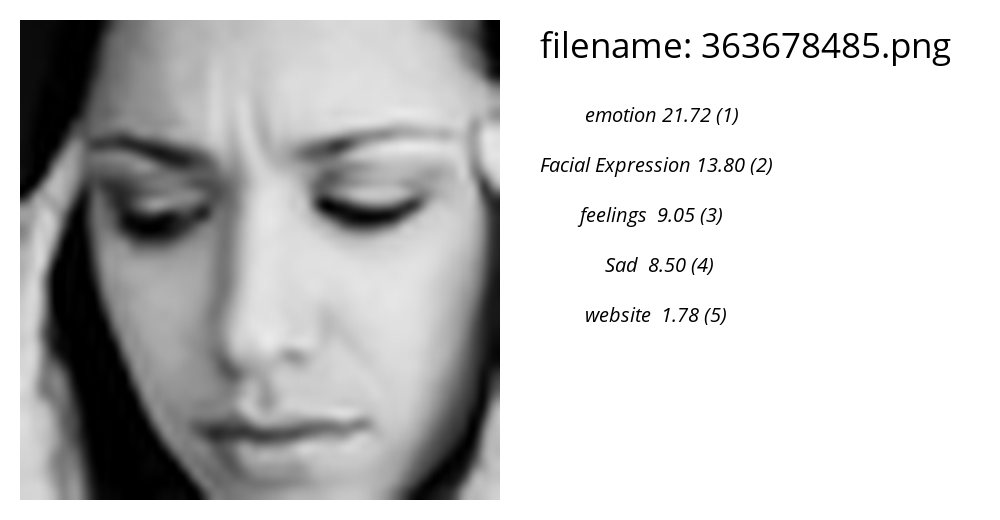 filename: 363678485.png
emotion 21.72 (1)
Facial Expression 13.80 (2)
feelings 9.05 (3)
Sad 8.50 (4)
website 1.78 (5)